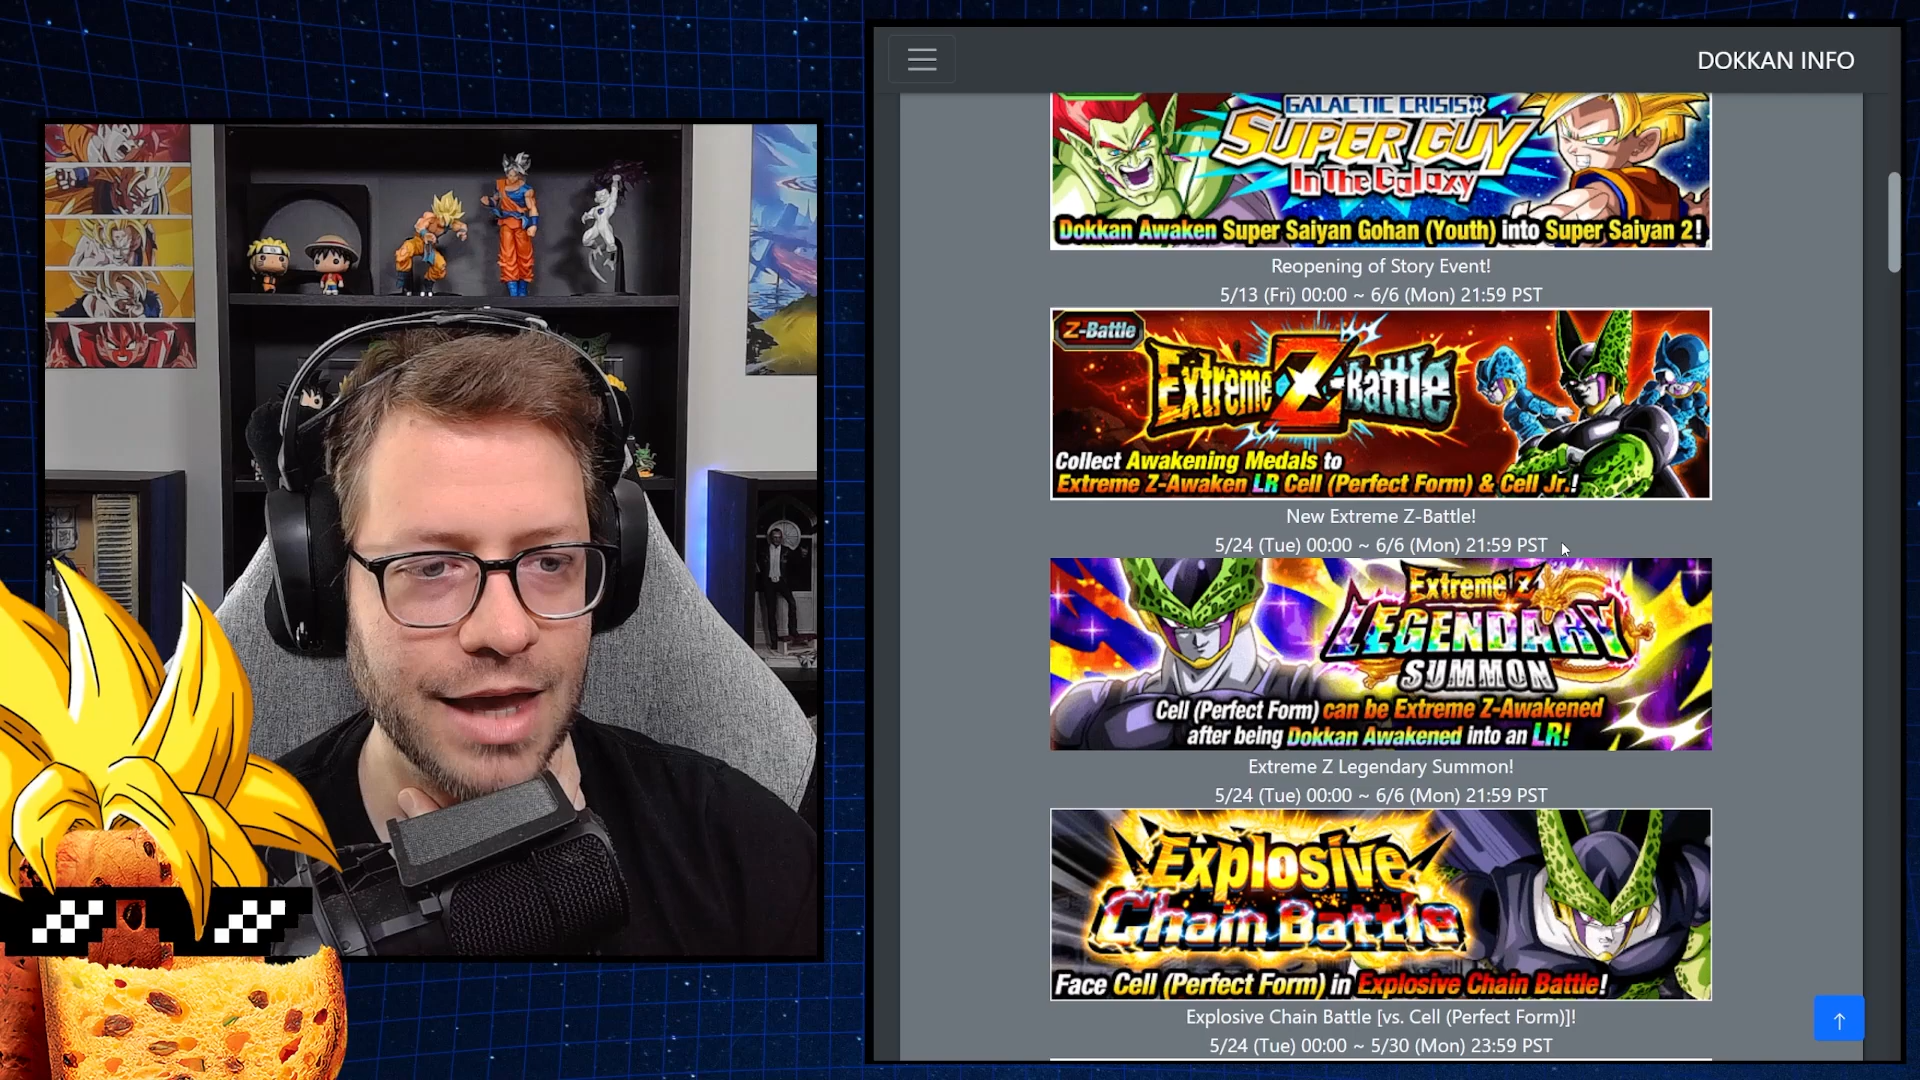 DOKKAN INFO
GALACTIC CRISIS!!
SUPER GUY
In The Galaxy
Dokkan Awaken Super Saiyan Gohan (Youth) into Super Saiyan 2!
Reopening of Story Event!
5/13 (Fri) 00:00 ~ 6/6 (Mon) 21:59 PST
Z-Battle
Extreme Z-Battle
Collect Awakening Medals to
Extreme Z-Awaken LR Cell (Perfect Form) & Cell Jr.!
New Extreme Z-Battle!
5/24 (Tue) 00:00 ~ 6/6 (Mon) 21:59 PST
Extreme Z
LEGENDARY
SUMMON
Cell (Perfect Form) can be Extreme Z-Awakened
after being Dokkan Awakened into an LR!
Extreme Z Legendary Summon!
5/24 (Tue) 00:00 ~ 6/6 (Mon) 21:59 PST
Explosive
Chain Battle
Face Cell (Perfect Form) in Explosive Chain Battle!
Explosive Chain Battle [vs. Cell (Perfect Form)]!
5/24 (Tue) 00:00 ~ 5/30 (Mon) 23:59 PST